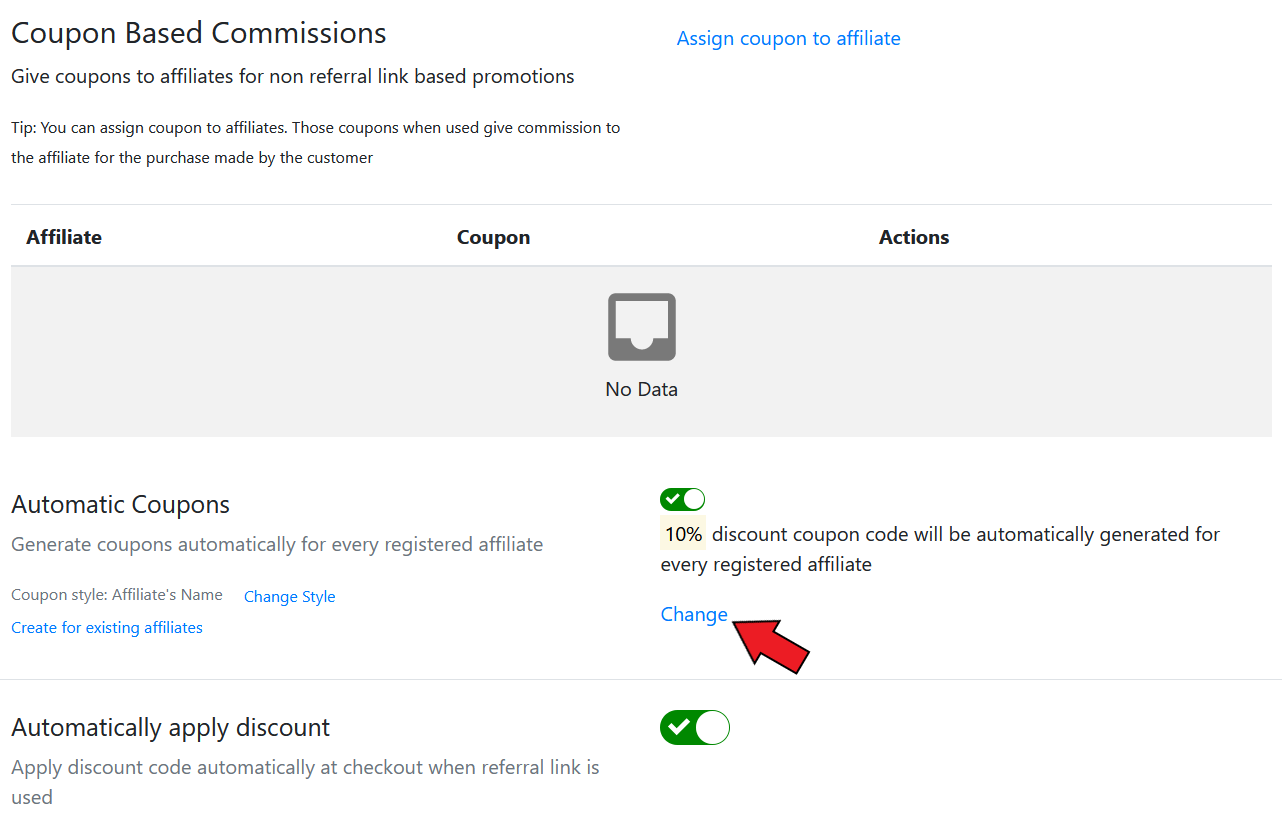 Coupon Based Commissions
Assign coupon to affiliate
Give coupons to affiliates for non referral link based promotions
Tip: You can assign coupon to affiliates. Those coupons when used give commission to
the affiliate for the purchase made by the customer
Affiliate Coupon Actions
No Data
Automatic Coupons
Generate coupons automatically for every registered affiliate
Coupon style: Affiliate's Name Change Style
Create for existing affiliates
10% discount coupon code will be automatically generated for
every registered affiliate
Change
Automatically apply discount
Apply discount code automatically at checkout when referral link is
used